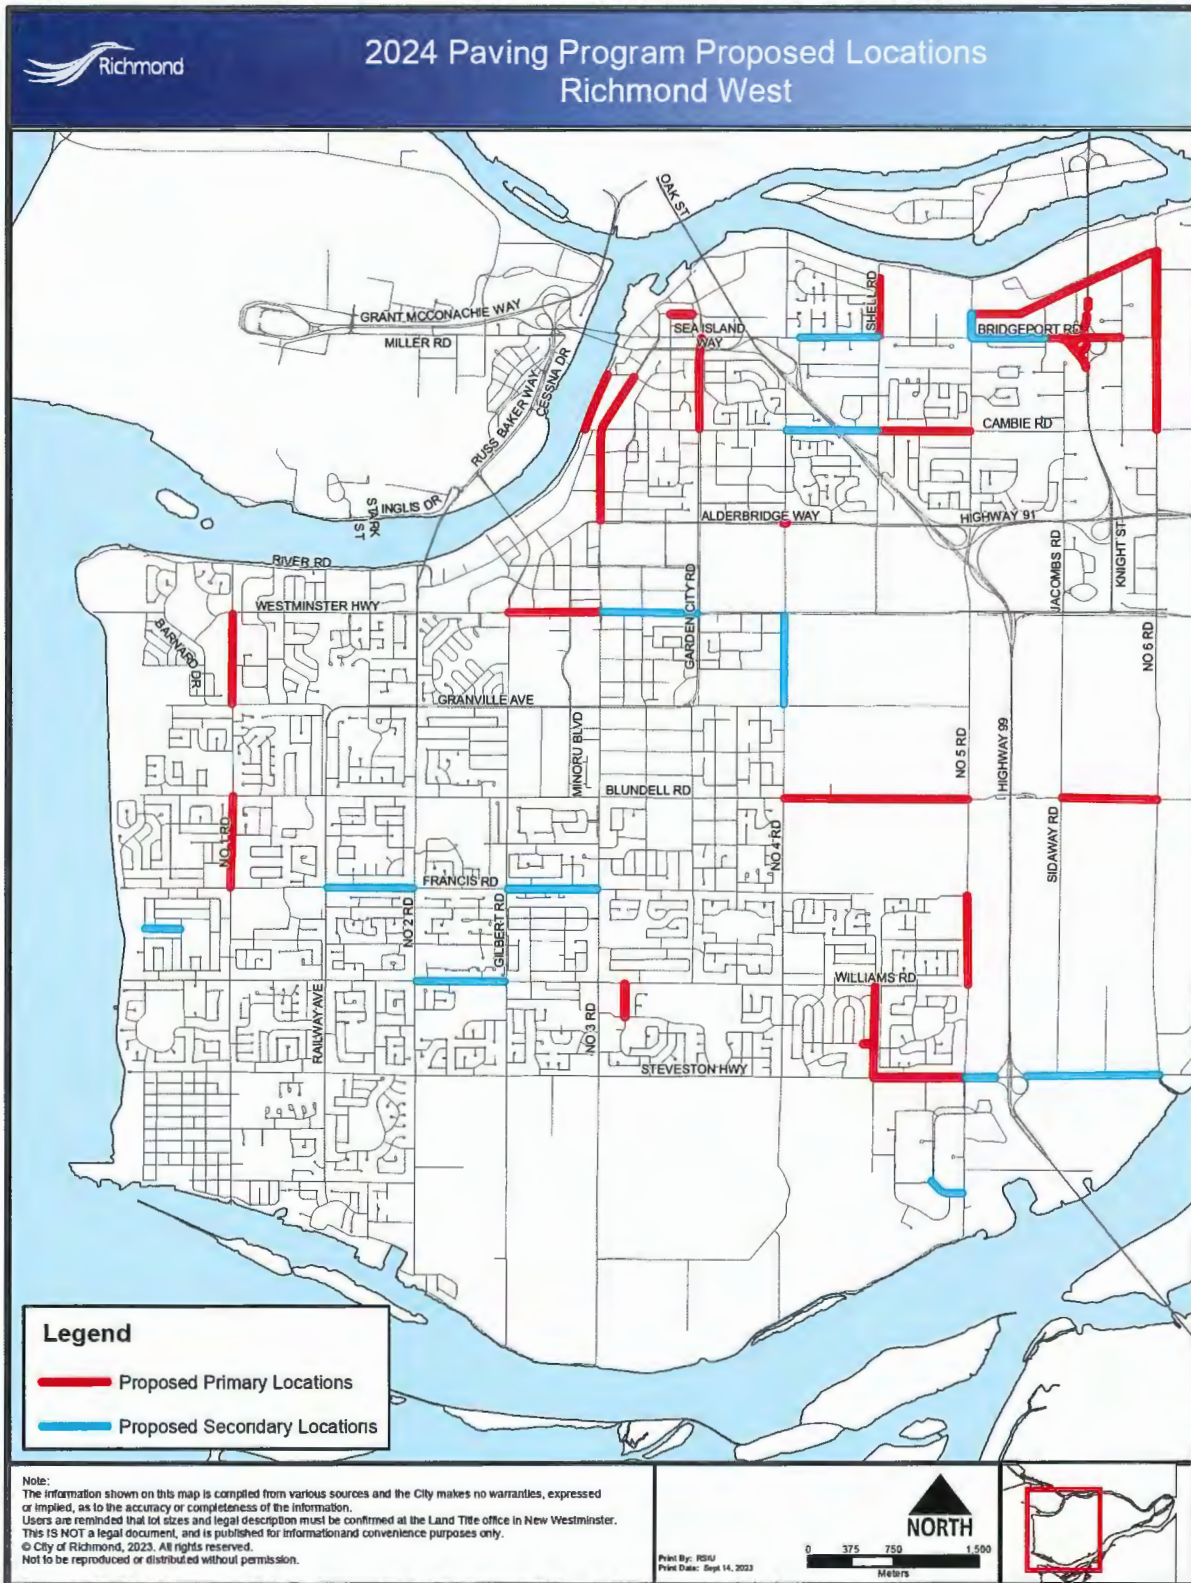 Richmond
2024 Paving Program Proposed Locations
Richmond West
OAK ST
GRANT MCCONACHIE WAY
MILLER RD
SEA ISLAND
WAY
SHELL RD
BRIDGEPORT RD
CESSNA DR
RUSS BAKER WAY
CAMBIE RD
INGLIS DR
STARK
ST
ALDERBRIDGE WAY
HIGHWAY 91
JACOMBS RD
KNIGHT ST
RIVER RD
WESTMINSTER HWY
BARNARD DR
GARDEN CITY RD
NO 6 RD
GRANVILLE AVE
MINORU BLVD
NO 5 RD
HIGHWAY 99
BLUNDELL RD
NO 1 RD
NO 4 RD
SIDAWAY RD
FRANCIS RD
NO 2 RD
GILBERT RD
WILLIAMS RD
RAILWAY AVE
NO 3 RD
STEVESTON HWY
Legend
Proposed Primary Locations
Proposed Secondary Locations
Note:
The information shown on this map is compiled from various sources and the City makes no warranties, expressed
or implied, as to the accuracy or completeness of the information.
Users are reminded that lot sizes and legal description must be confirmed at the Land Title office in New Westminster.
This IS NOT a legal document, and is published for informationand convenience purposes only.
© City of Richmond, 2023. All rights reserved.
Not to be reproduced or distributed without permission.
Print By: RSIU
Print Date: Sept 14, 2023
NORTH
0 375 750 1,500
Meters